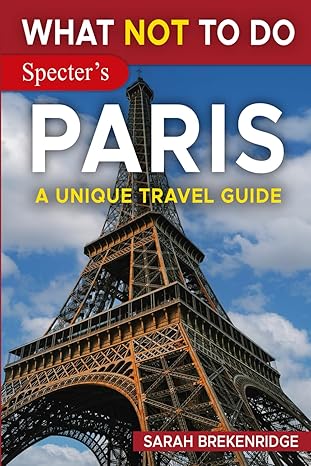 WHAT NOT TO DO
Specter's
PARIS
A UNIQUE TRAVEL GUIDE
SARAH BREKENRIDGE